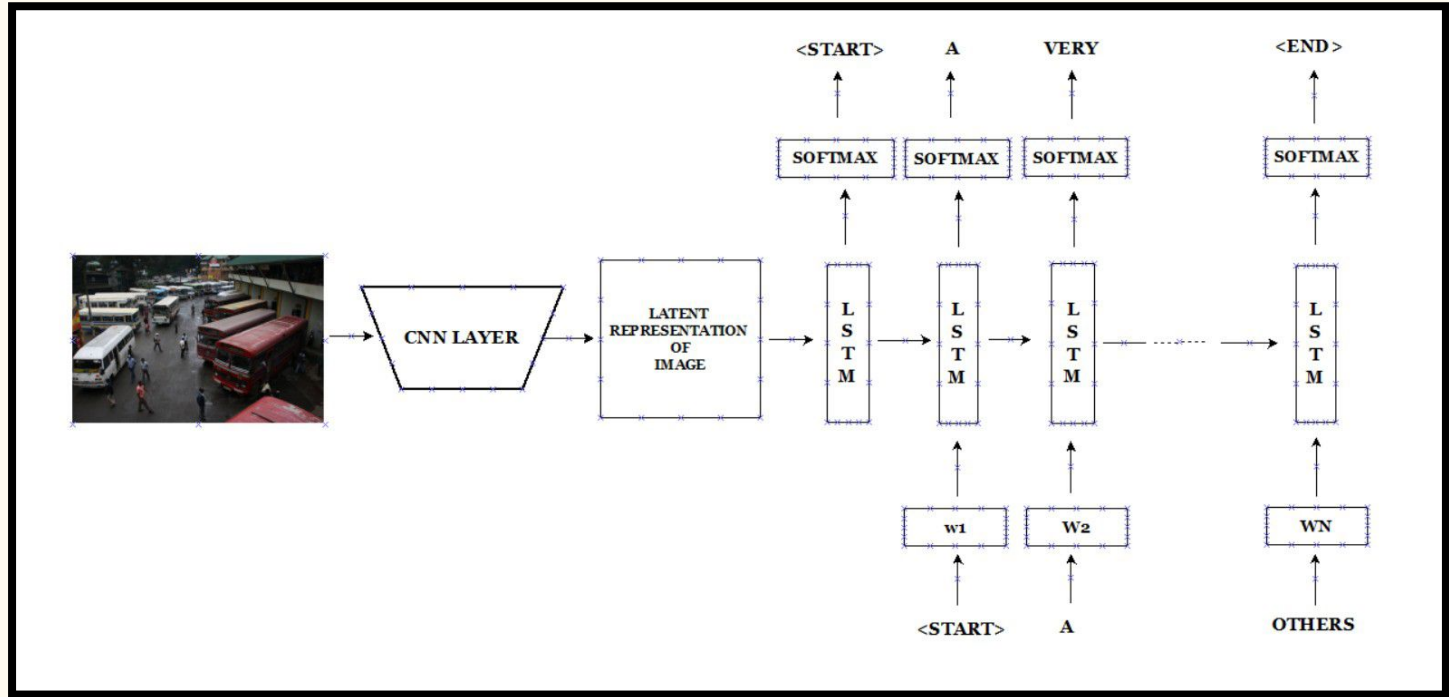 <START> A VERY <END>
SOFTMAX SOFTMAX SOFTMAX SOFTMAX
CNN LAYER
LATENT
REPRESENTATION
OF
IMAGE
L
S
T
M
L
S
T
M
L
S
T
M
L
S
T
M
w1 W2 WN
<START> A OTHERS